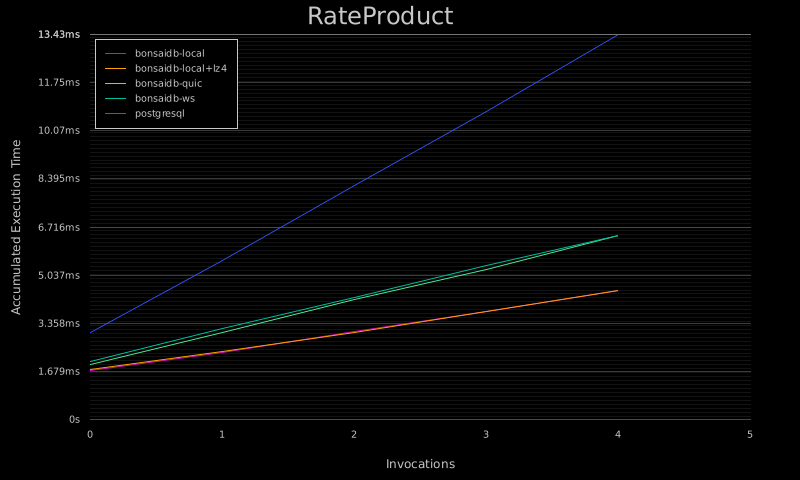 RateProduct
13.43ms
bonsaidb-local
bonsaidb-local+lz4
bonsaidb-quic
bonsaidb-ws
postgresql
11.75ms
10.07ms
8.395ms
6.716ms
5.037ms
3.358ms
1.679ms
0s
Accumulated Execution Time
0 1 2 3 4 5
Invocations